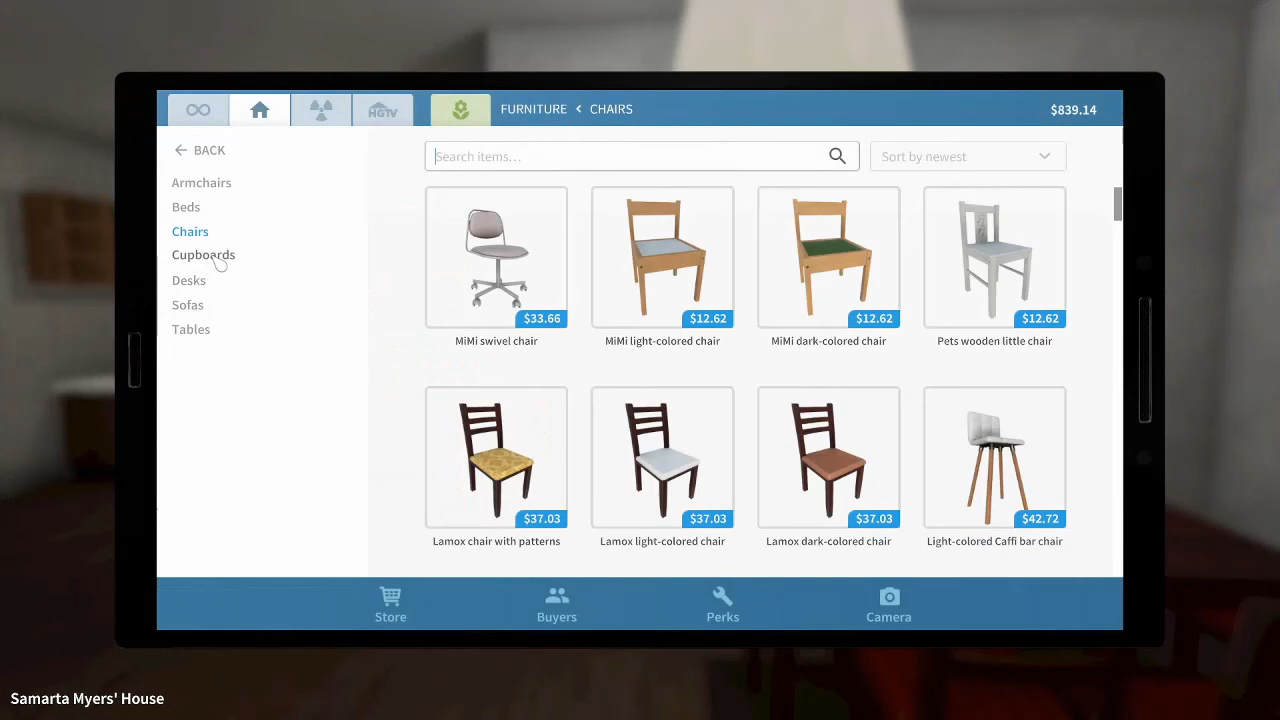 HGTV
FURNITURE < CHAIRS
$839.14
BACK
Search items...
Sort by newest
Armchairs
Beds
Chairs
Cupboards
Desks
Sofas
Tables
$33.66
$12.62
$12.62
$12.62
MiMi swivel chair
MiMi light-colored chair
MiMi dark-colored chair
Pets wooden little chair
$37.03
$37.03
$37.03
$42.72
Lamox chair with patterns
Lamox light-colored chair
Lamox dark-colored chair
Light-colored Caffi bar chair
Store
Buyers
Perks
Camera
Samarta Myers' House